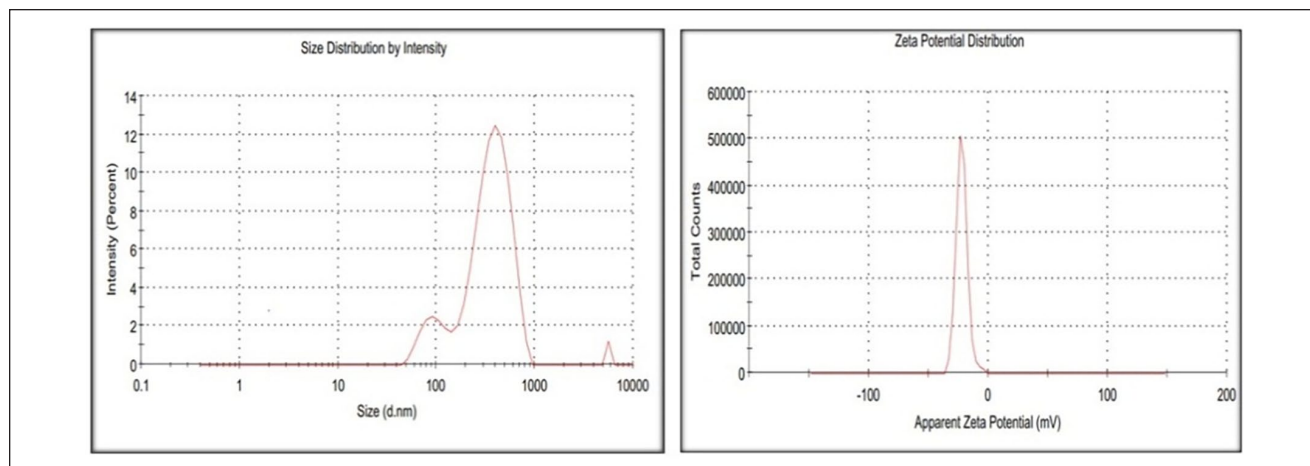 Size Distribution by Intensity
Intensity (Percent)
14
12
10
8
6
4
2
0
0.1 1 10 100 1000 10000
Size (d.nm)
Zeta Potential Distribution
Total Counts
600000
500000
400000
300000
200000
100000
0
-100 0 100 200
Apparent Zeta Potential (mV)